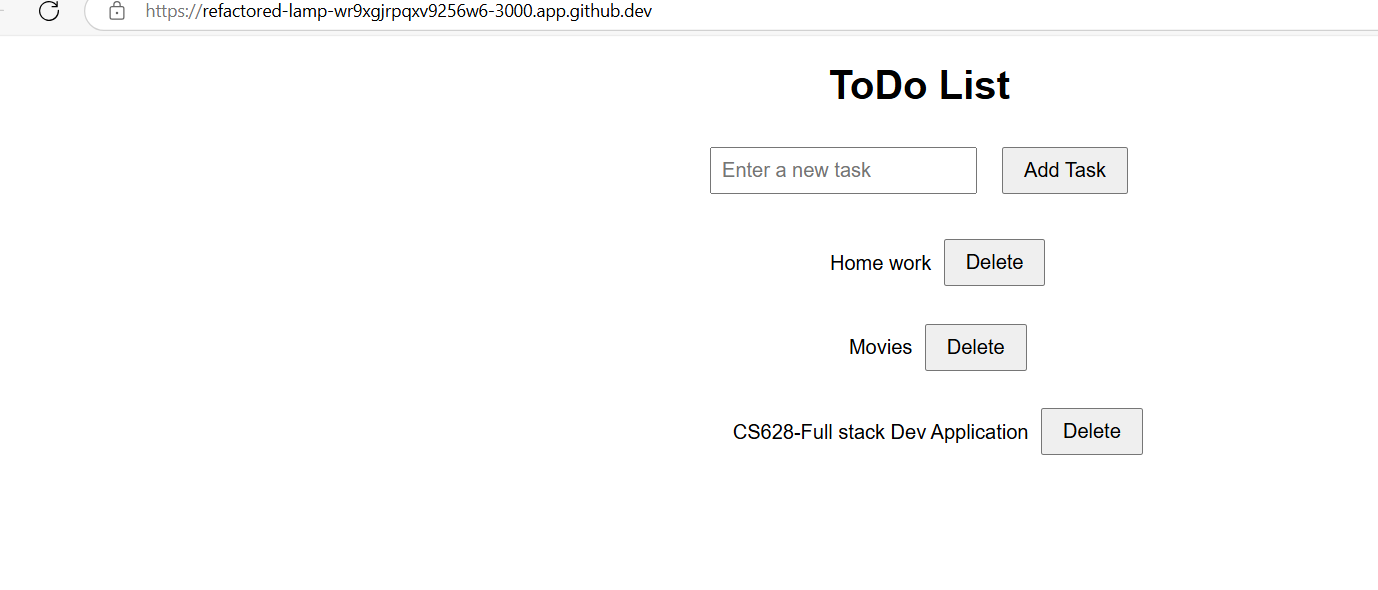 https://refactored-lamp-wr9xgjrpqxv9256w6-3000.app.github.dev
ToDo List
Enter a new task Add Task
Home work Delete
Movies Delete
CS628-Full stack Dev Application Delete